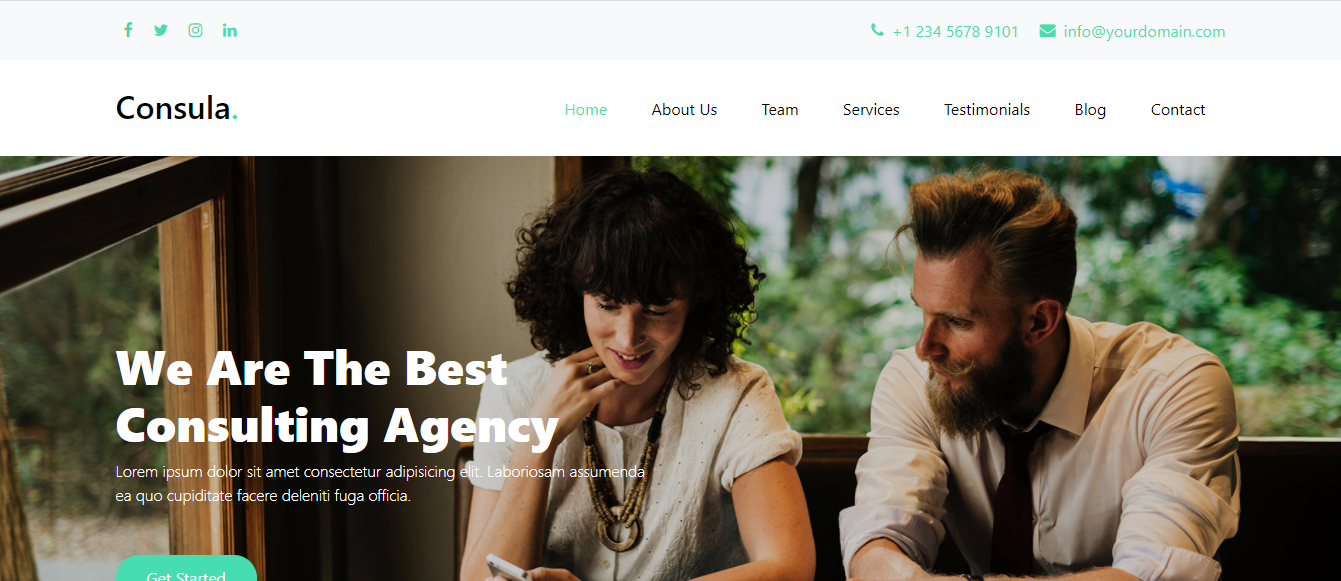 +1 234 5678 9101 info@yourdomain.com
Consula.
Home About Us Team Services Testimonials Blog Contact
We Are The Best
Consulting Agency
Lorem ipsum dolor sit amet consectetur adipisicing elit. Laboriosam assumenda
ea quo cupiditate facere deleniti fuga officia.
Get Started